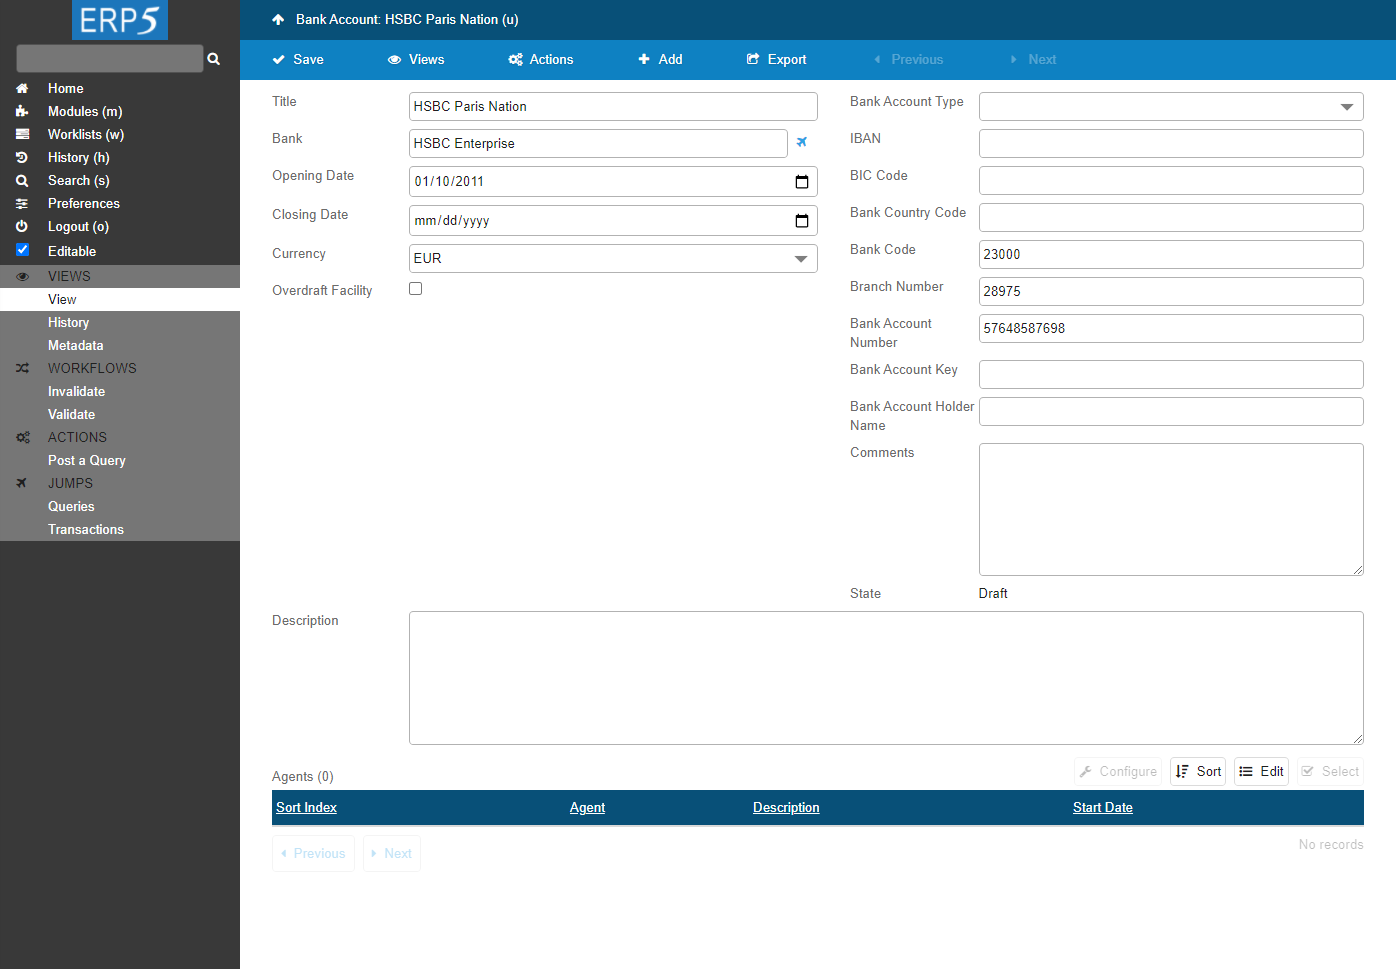 ERP5
Home
Modules (m)
Worklists (w)
History (h)
Search (s)
Preferences
Logout (o)
Editable
VIEWS
View
History
Metadata
WORKFLOWS
Invalidate
Validate
ACTIONS
Post a Query
JUMPS
Queries
Transactions
Bank Account: HSBC Paris Nation (u)
Save Views Actions Add Export Previous Next
Title HSBC Paris Nation
Bank HSBC Enterprise
Opening Date 01/10/2011
Closing Date mm/dd/yyyy
Currency EUR
Overdraft Facility
Bank Account Type
IBAN
BIC Code
Bank Country Code
Bank Code 23000
Branch Number 28975
Bank Account
Number 57648587698
Bank Account Key
Bank Account Holder
Name
Comments
State Draft
Description
Agents (0) Configure Sort Edit Select
Sort Index Agent Description Start Date
Previous Next No records